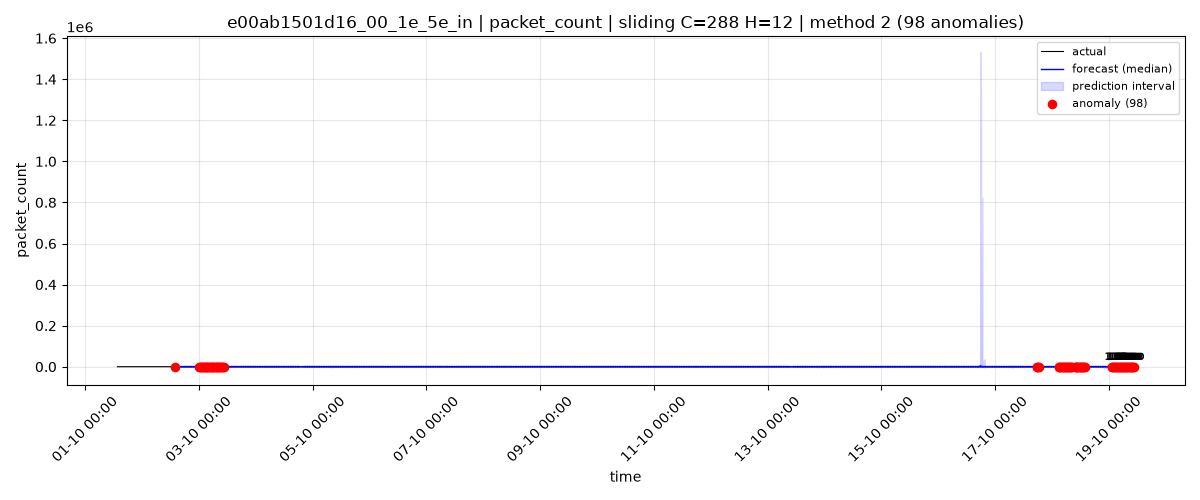 e00ab1501d16_00_1e_5e_in | packet_count | sliding C=288 H=12 | method 2 (98 anomalies)
1e6
1.6
1.4
1.2
1.0
0.8
0.6
0.4
0.2
0.0
packet_count
actual
forecast (median)
prediction interval
anomaly (98)
01-10 00:00
03-10 00:00
05-10 00:00
07-10 00:00
09-10 00:00
11-10 00:00
13-10 00:00
15-10 00:00
17-10 00:00
19-10 00:00
time